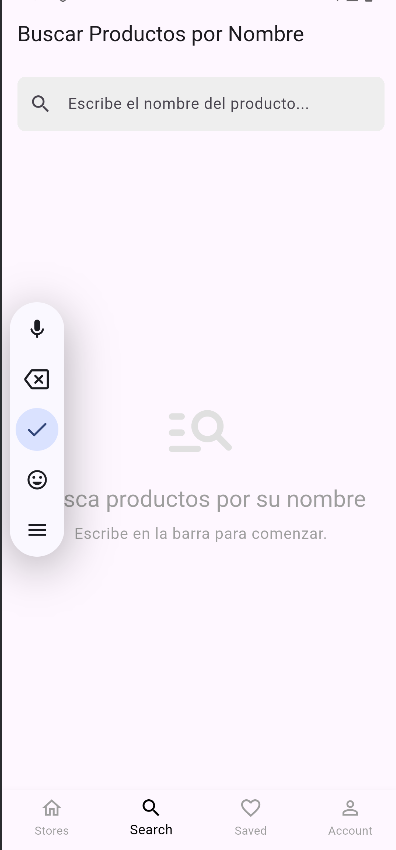 Buscar Productos por Nombre
Escribe el nombre del producto...
sca productos por su nombre
Escribe en la barra para comenzar.
Stores
Search
Saved
Account